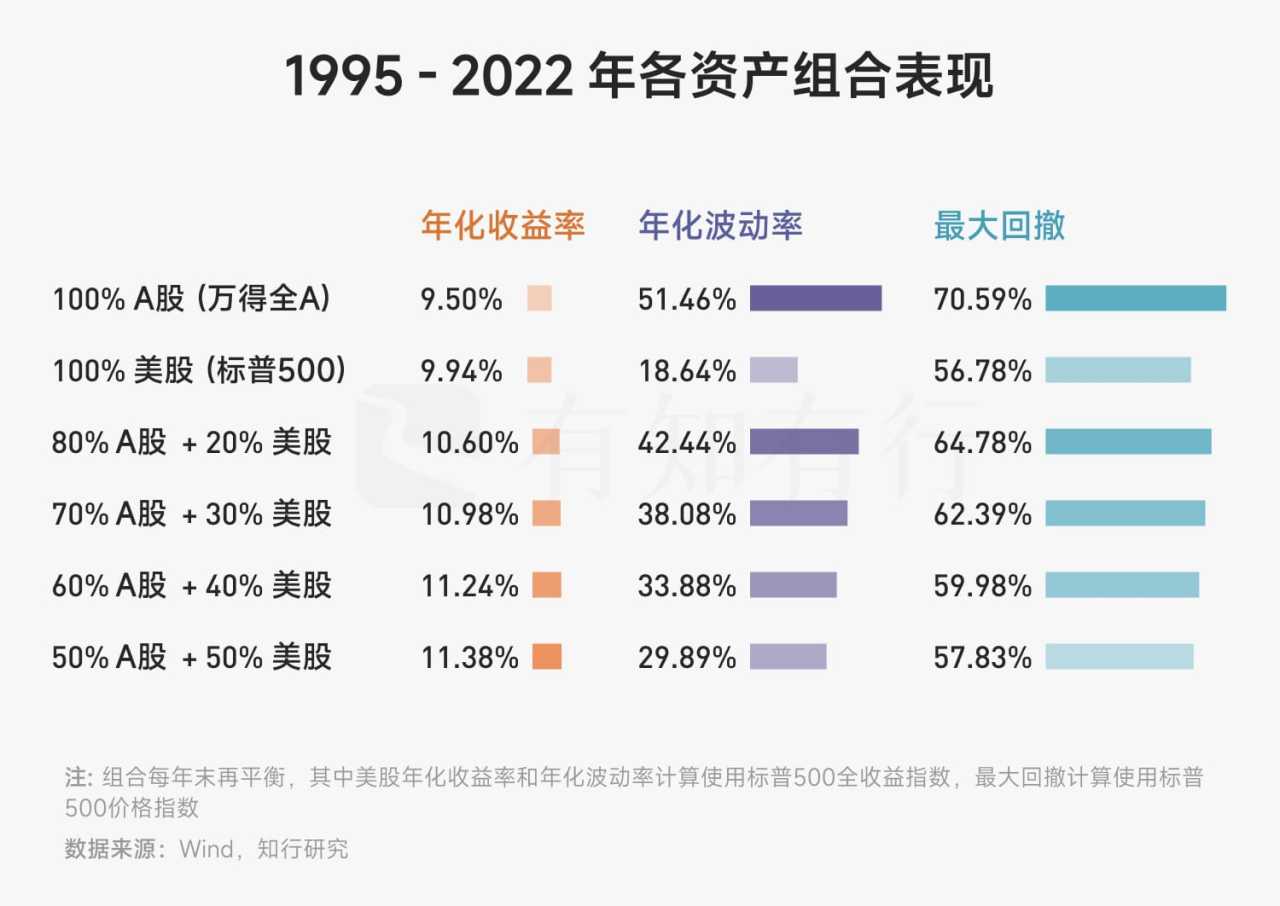 1995 - 2022 年各资产组合表现
年化收益率 年化波动率 最大回撤
100% A股 (万得全A) 9.50% 51.46% 70.59%
100% 美股 (标普500) 9.94% 18.64% 56.78%
有知有行
80% A股 + 20% 美股 10.60% 42.44% 64.78%
70% A股 + 30% 美股 10.98% 38.08% 62.39%
60% A股 + 40% 美股 11.24% 33.88% 59.98%
50% A股 + 50% 美股 11.38% 29.89% 57.83%
注: 组合每年末再平衡，其中美股年化收益率和年化波动率计算使用标普500全收益指数，最大回撤计算使用标普
500价格指数
数据来源：Wind，知行研究